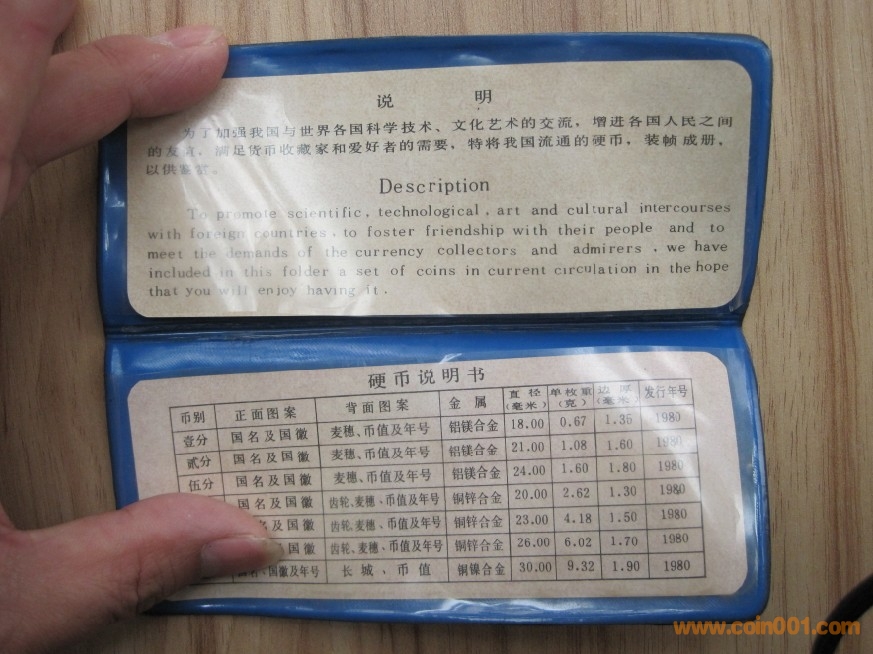 说 明
为了加强我国与世界各国科学技术、文化艺术的交流，增进各国人民之间
的友谊，满足货币收藏家和爱好者的需要，特将我国流通的硬币，装帧成册，
以供鉴赏。
Description
To promote scientific, technological, art and cultural intercourses
with foreign countries, to foster friendship with their people and to
meet the demands of the currency collectors and admirers, we have
included in this folder a set of coins in current circulation in the hope
that you will enjoy having it.
硬币说明书
币别 正面图案 背面图案 金属 直径(毫米) 单枚重(克) 边厚(毫米) 发行年号
壹分 国名及国徽 麦穗、币值及年号 铝镁合金 18.00 0.67 1.35 1980
贰分 国名及国徽 麦穗、币值及年号 铝镁合金 21.00 1.08 1.60 1980
伍分 国名及国徽 麦穗、币值及年号 铝镁合金 24.00 1.60 1.80 1980
国名及国徽 齿轮、麦穗、币值及年号 铜锌合金 20.00 2.62 1.30 1980
名及国徽 齿轮、麦穗、币值及年号 铜锌合金 23.00 4.18 1.50 1980
国徽 齿轮、麦穗、币值及年号 铜锌合金 26.00 6.02 1.70 1980
国名、国徽及年号 长城、币值 铜镍合金 30.00 9.32 1.90 1980
www.coin001.com